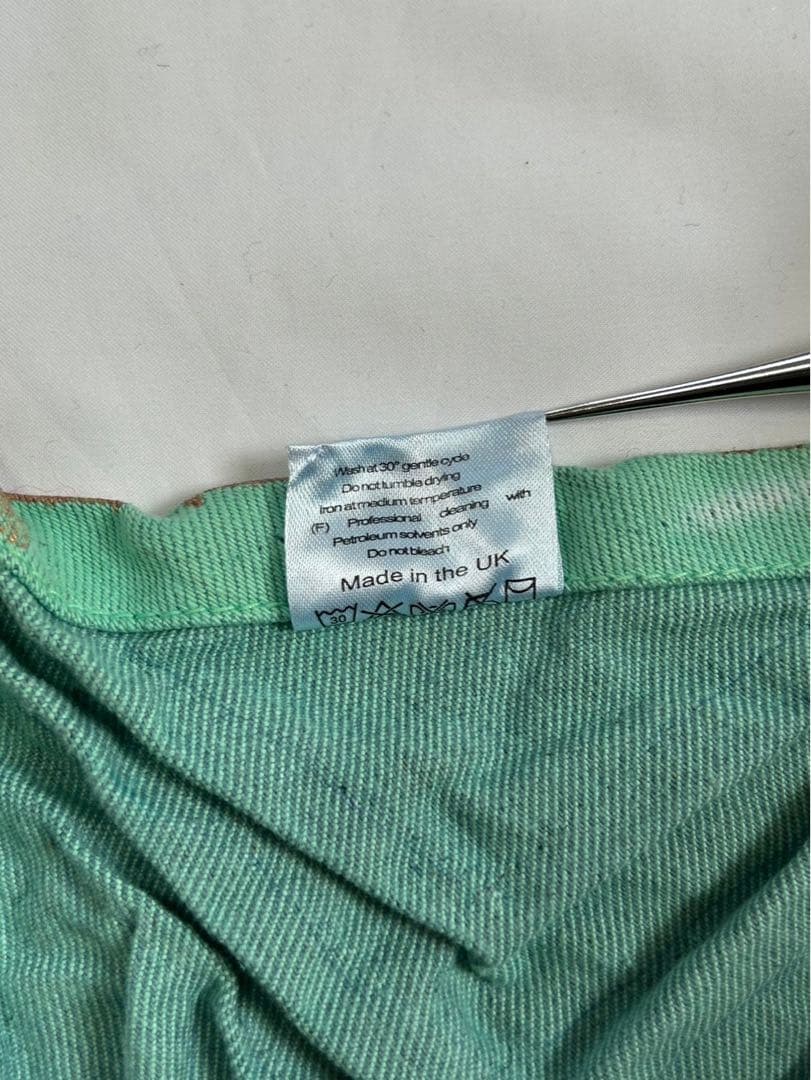 Wash at 30° gentle cycle
Do not tumble drying
Iron at medium temperature
(F) Professional cleaning with
Petroleum solvents only
Do not bleach
Made in the UK
30